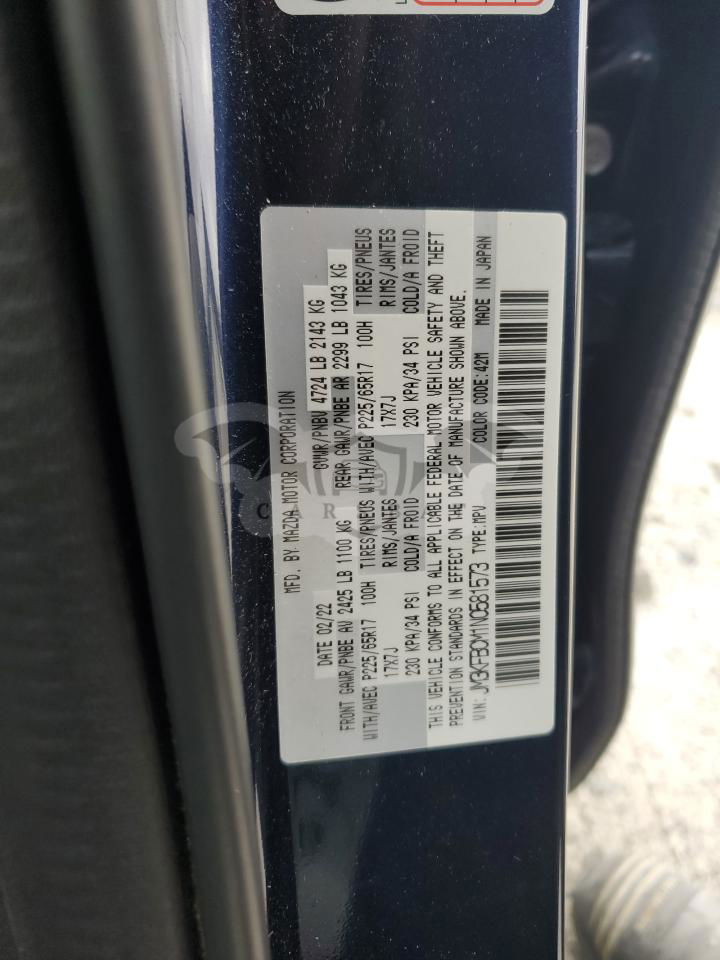 MFD. BY MAZDA MOTOR CORPORATION
DATE 02/22 GVWR/PNBV 4724 LB 2143 KG
FRONT GAWR/PNBE AV 2425 LB 1100 KG REAR GAWR/PNBE AR 2299 LB 1043 KG
WITH/AVEC P225/65R17 100H TIRES/PNEUS WITH/AVEC P225/65R17 100H TIRES/PNEUS
17X7J RIMS/JANTES 17X7J RIMS/JANTES
230 KPA/34 PSI COLD/A FROID 230 KPA/34 PSI COLD/A FROID
THIS VEHICLE CONFORMS TO ALL APPLICABLE FEDERAL MOTOR VEHICLE SAFETY AND THEFT
PREVENTION STANDARDS IN EFFECT ON THE DATE OF MANUFACTURE SHOWN ABOVE.
VIN: JM3KFBCM1N0581573 TYPE:MPV COLOR CODE:42M MADE IN JAPAN